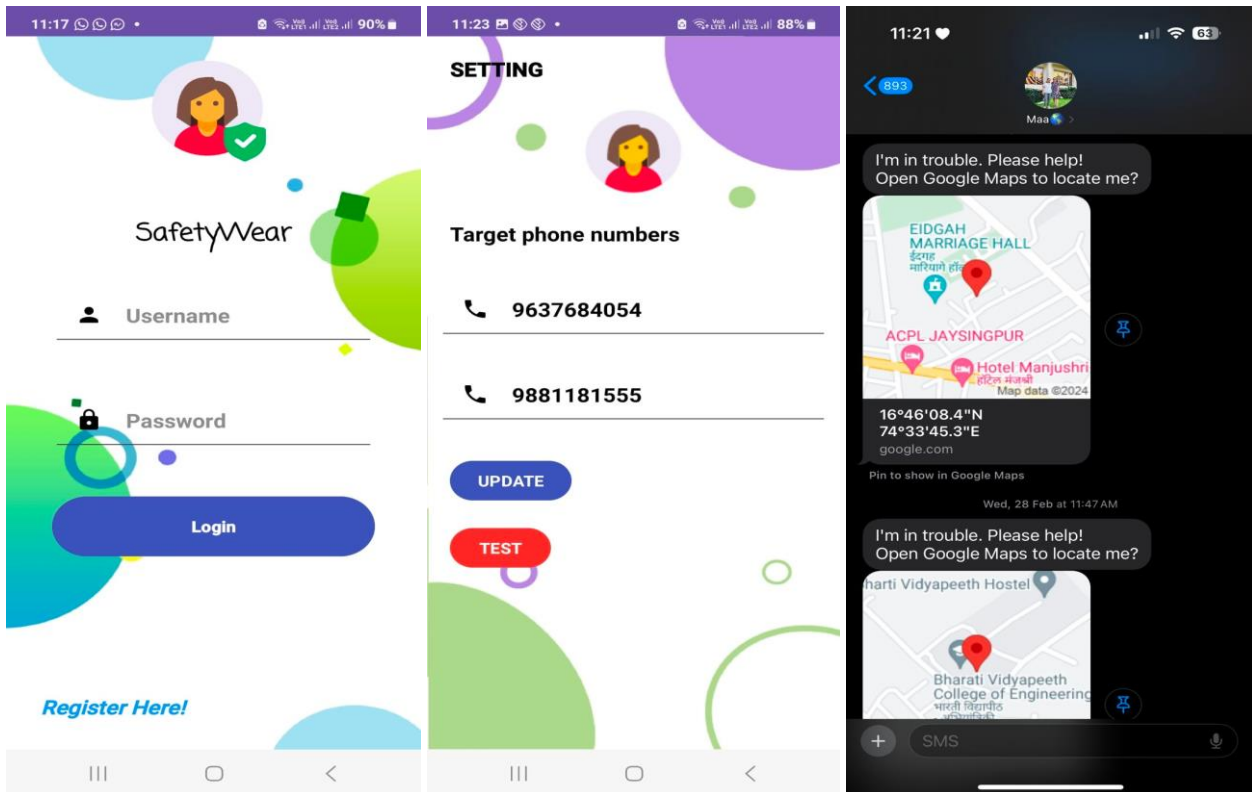 11:17
90%
SafetyWear
Username
Password
Login
Register Here!
11:23
88%
SETTING
Target phone numbers
9637684054
9881181555
UPDATE
TEST
11:21
63
893
Maa
I'm in trouble. Please help!
Open Google Maps to locate me?
EIDGAH
MARRIAGE HALL
ईदगाह
ACPL JAYSINGPUR
Hotel Manjushri
हॉटेल मंजश्री
Map data ©2024
16°46'08.4"N
74°33'45.3"E
google.com
Pin to show in Google Maps
Wed, 28 Feb at 11:47 AM
I'm in trouble. Please help!
Open Google Maps to locate me?
harti Vidyapeeth Hostel
Bharati Vidyapeeth
College of Engineering
भारती विद्यापीठ
SMS